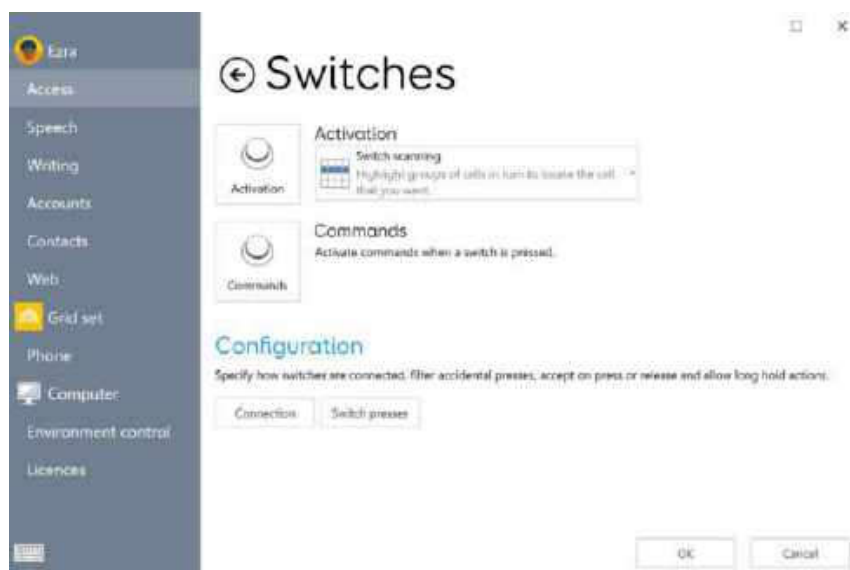 Ezra
Access
Speech
Writing
Accounts
Contacts
Web
Grid set
Phone
Computer
Environment control
Licences
Switches
Activation
Activation
Switch scanning
Highlight groups of cells in turn to locate the cell
that you want.
Commands
Commands
Activate commands when a switch is pressed.
Configuration
Specify how switches are connected, filter accidental presses, accept on press or release and allow long hold actions.
Connection
Switch presses
OK
Cancel